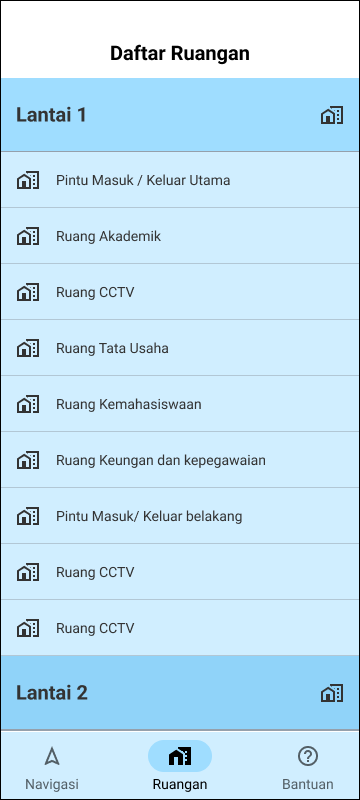 Daftar Ruangan
Lantai 1
Pintu Masuk / Keluar Utama
Ruang Akademik
Ruang CCTV
Ruang Tata Usaha
Ruang Kemahasiswaan
Ruang Keungan dan kepegawaian
Pintu Masuk/ Keluar belakang
Ruang CCTV
Ruang CCTV
Lantai 2
Navigasi
Ruangan
Bantuan